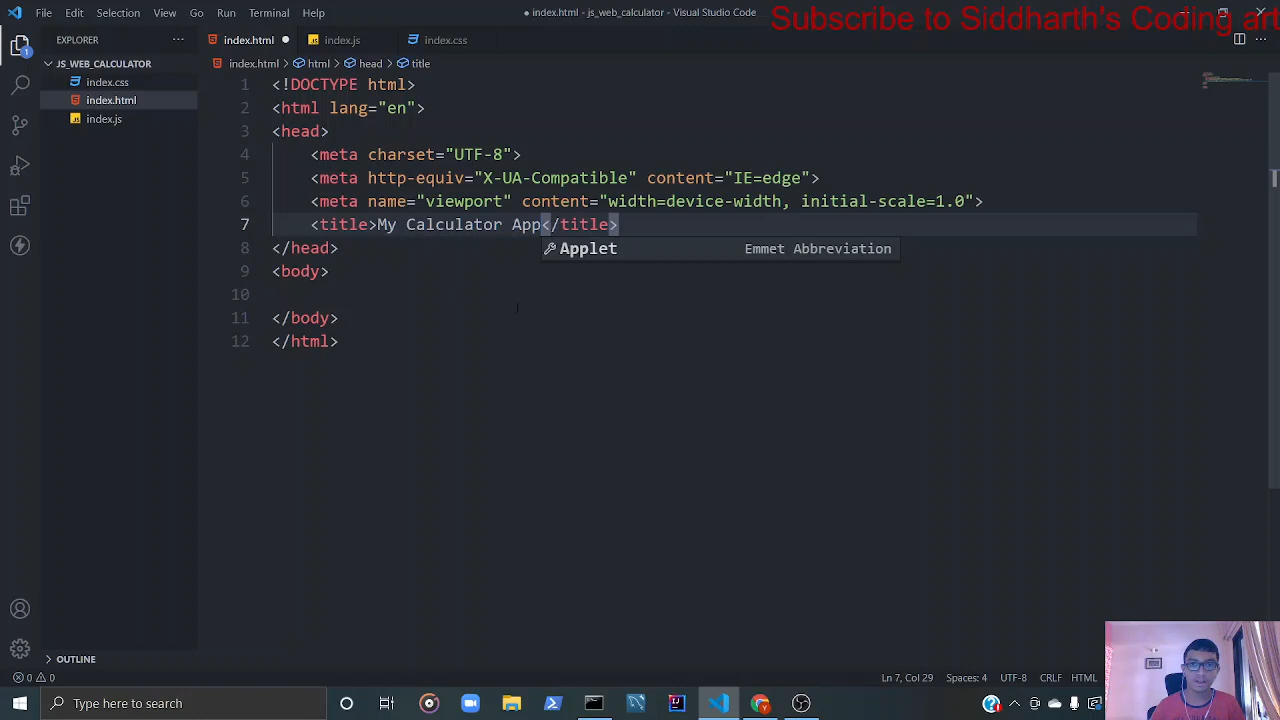 File Edit Selection View Go Run Terminal Help
● index.html - js_web_calculator - Visual Studio Code
Subscribe to Siddharth's Coding art
EXPLORER
index.html
index.js
index.css
JS_WEB_CALCULATOR
index.html > html > head > title
index.css
index.html
index.js
1
1 <!DOCTYPE html>
2 <html lang="en">
3 <head>
4 <meta charset="UTF-8">
5 <meta http-equiv="X-UA-Compatible" content="IE=edge">
6 <meta name="viewport" content="width=device-width, initial-scale=1.0">
7 <title>My Calculator App</title>
Applet Emmet Abbreviation
8 </head>
9 <body>
10
11 </body>
12 </html>
OUTLINE
0 0
Ln 7, Col 29 Spaces: 4 UTF-8 CRLF HTML
Type here to search